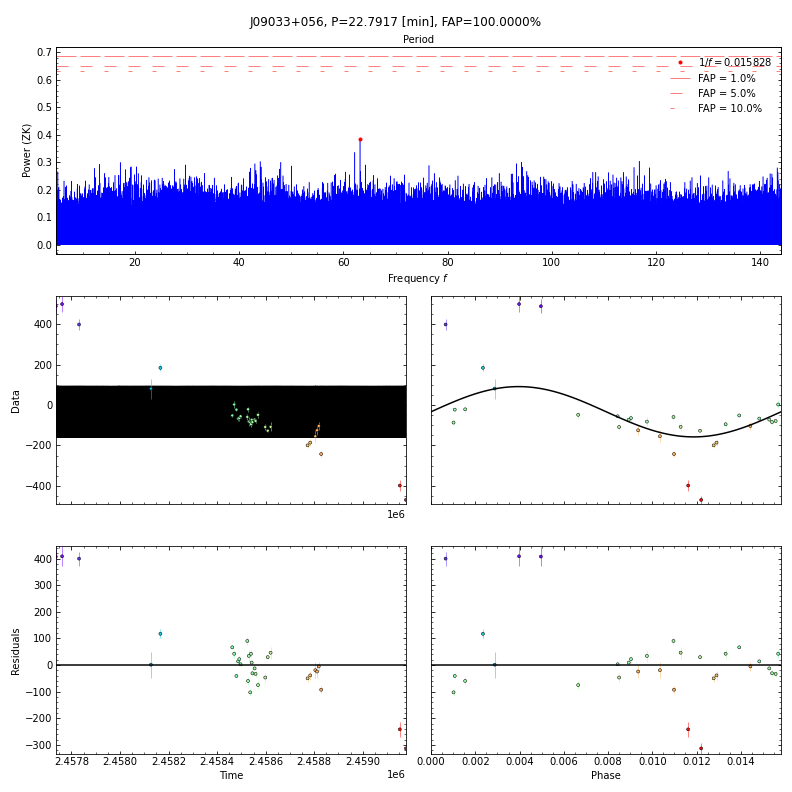 J09033+056, P=22.7917 [min], FAP=100.0000%
Period
0.7
0.6
0.5
0.4
0.3
0.2
0.1
0.0
Power (ZK)
1/f = 0.015828
FAP = 1.0%
FAP = 5.0%
FAP = 10.0%
20 40 60 80 100 120 140
Frequency f
400
200
0
−200
−400
Data
1e6
400
300
200
100
0
−100
−200
−300
Residuals
2.4578 2.4580 2.4582 2.4584 2.4586 2.4588 2.4590
Time
1e6
0.000 0.002 0.004 0.006 0.008 0.010 0.012 0.014
Phase